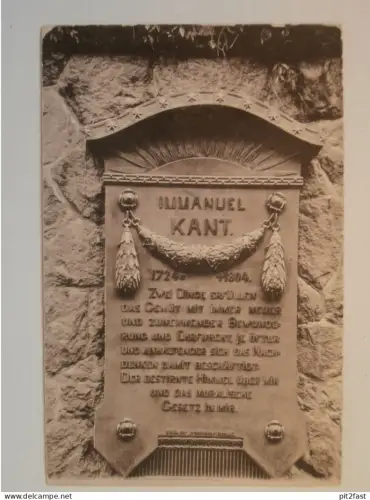 IMMANUEL
KANT.
1724 1804.
ZWEI DINGE ERFÜLLEN
DAS GEMÜT MIT IMMER NEUER
UND ZUNEHMENDER BEWUNDE-
RUNG UND EHRFURCHT, JE ÖFTER
UND ANHALTENDER SICH DAS NACH-
DENKEN DAMIT BESCHÄFTIGT:
DER BESTIRNTE HIMMEL ÜBER MIR
UND DAS MORALISCHE
GESETZ IN MIR.
© www.delcampe.net
pit2fast